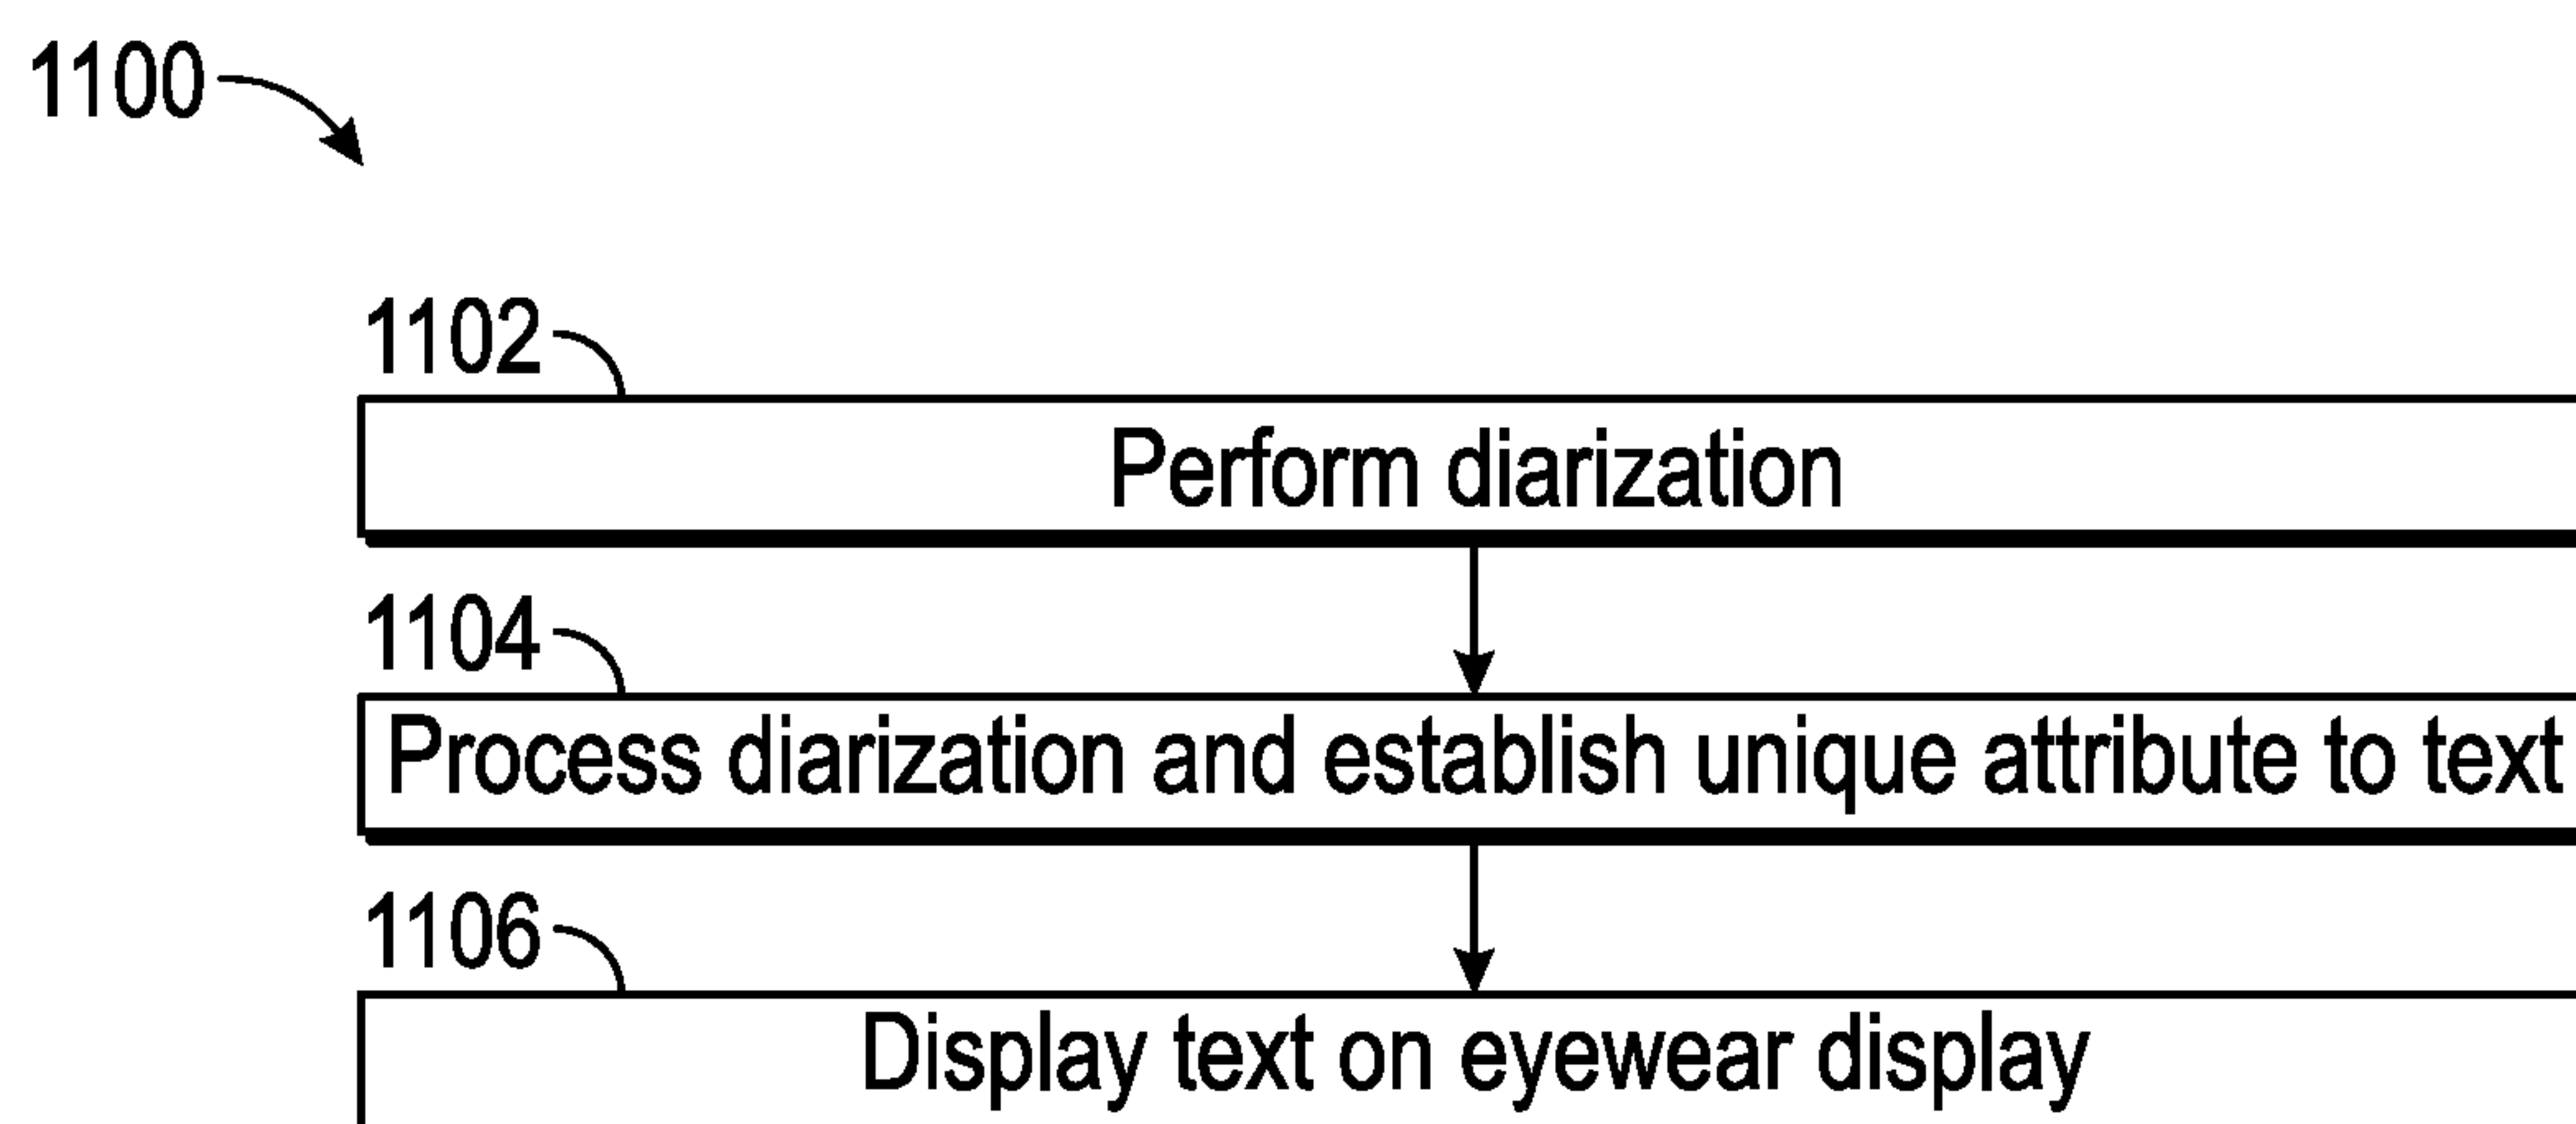 1100
1102
Perform diarization
1104
Process diarization and establish unique attribute to text
1106
Display text on eyewear display